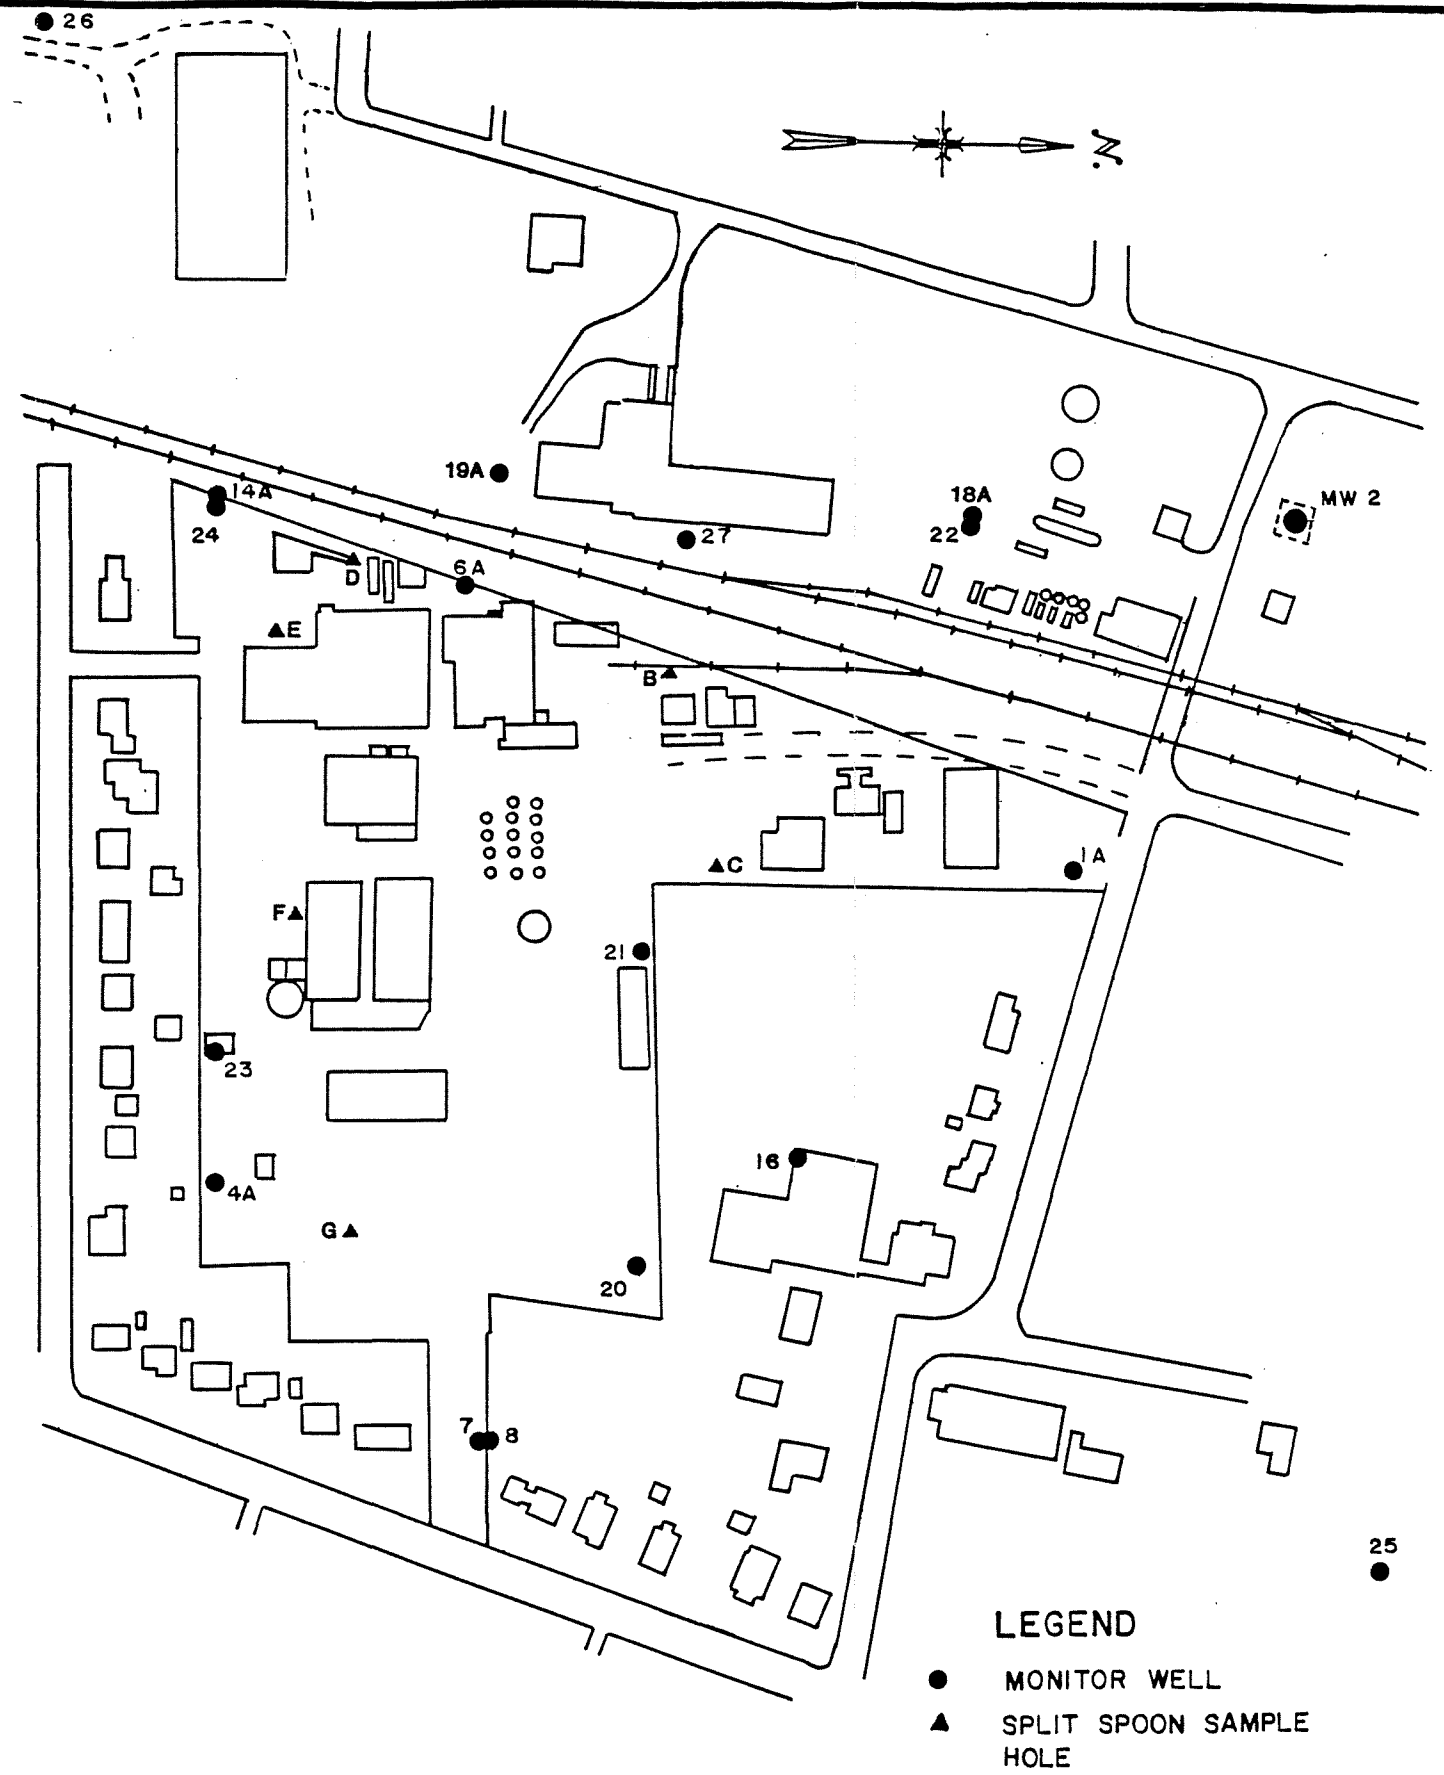 26
N.
19A
14A
18A
MW 2
24
27
22
D
6A
E
B
C
1A
F
21
23
16
4A
G
20
7
8
25
LEGEND
MONITOR WELL
SPLIT SPOON SAMPLE
HOLE